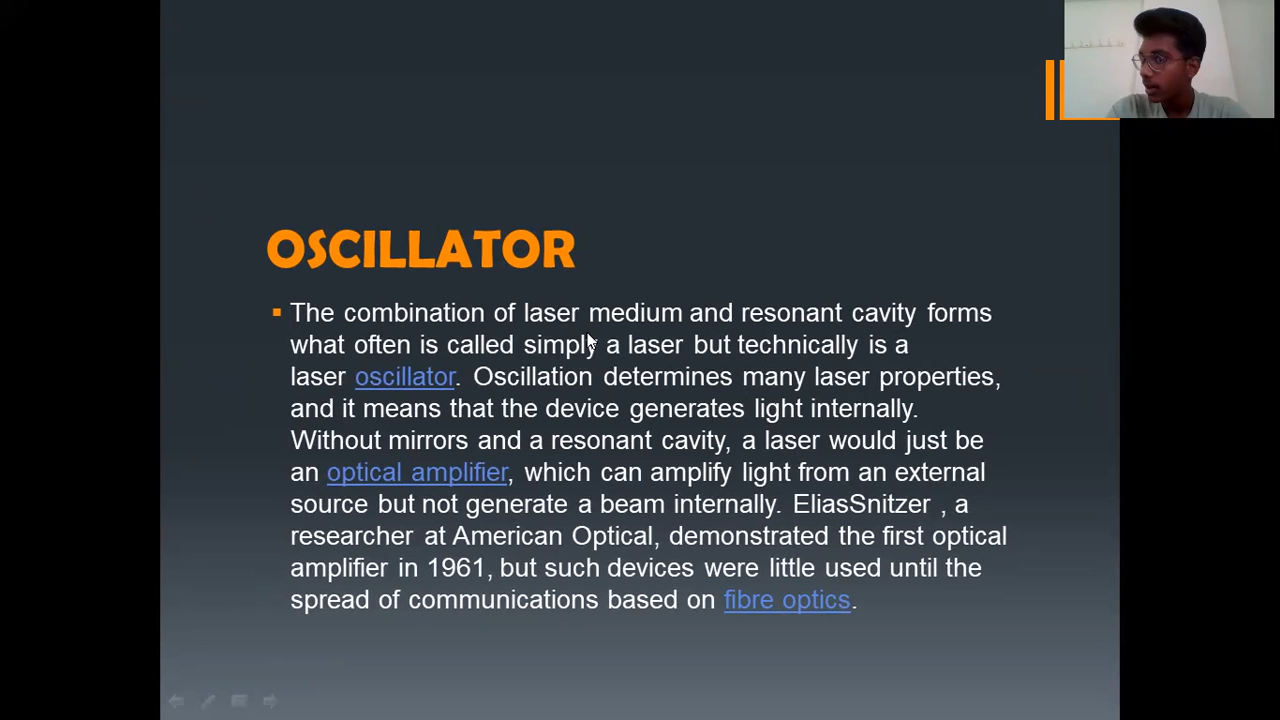 OSCILLATOR
The combination of laser medium and resonant cavity forms
what often is called simply a laser but technically is a
laser oscillator. Oscillation determines many laser properties,
and it means that the device generates light internally.
Without mirrors and a resonant cavity, a laser would just be
an optical amplifier, which can amplify light from an external
source but not generate a beam internally. EliasSnitzer , a
researcher at American Optical, demonstrated the first optical
amplifier in 1961, but such devices were little used until the
spread of communications based on fibre optics.